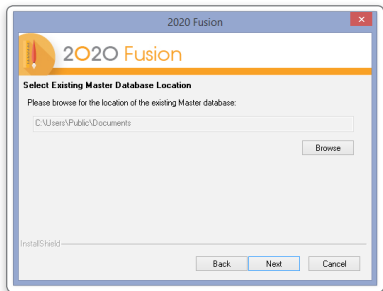 2020 Fusion
2020 Fusion
Select Existing Master Database Location
Please browse for the location of the existing Master database:
C:\Users\Public\Documents
Browse
InstallShield
Back Next Cancel